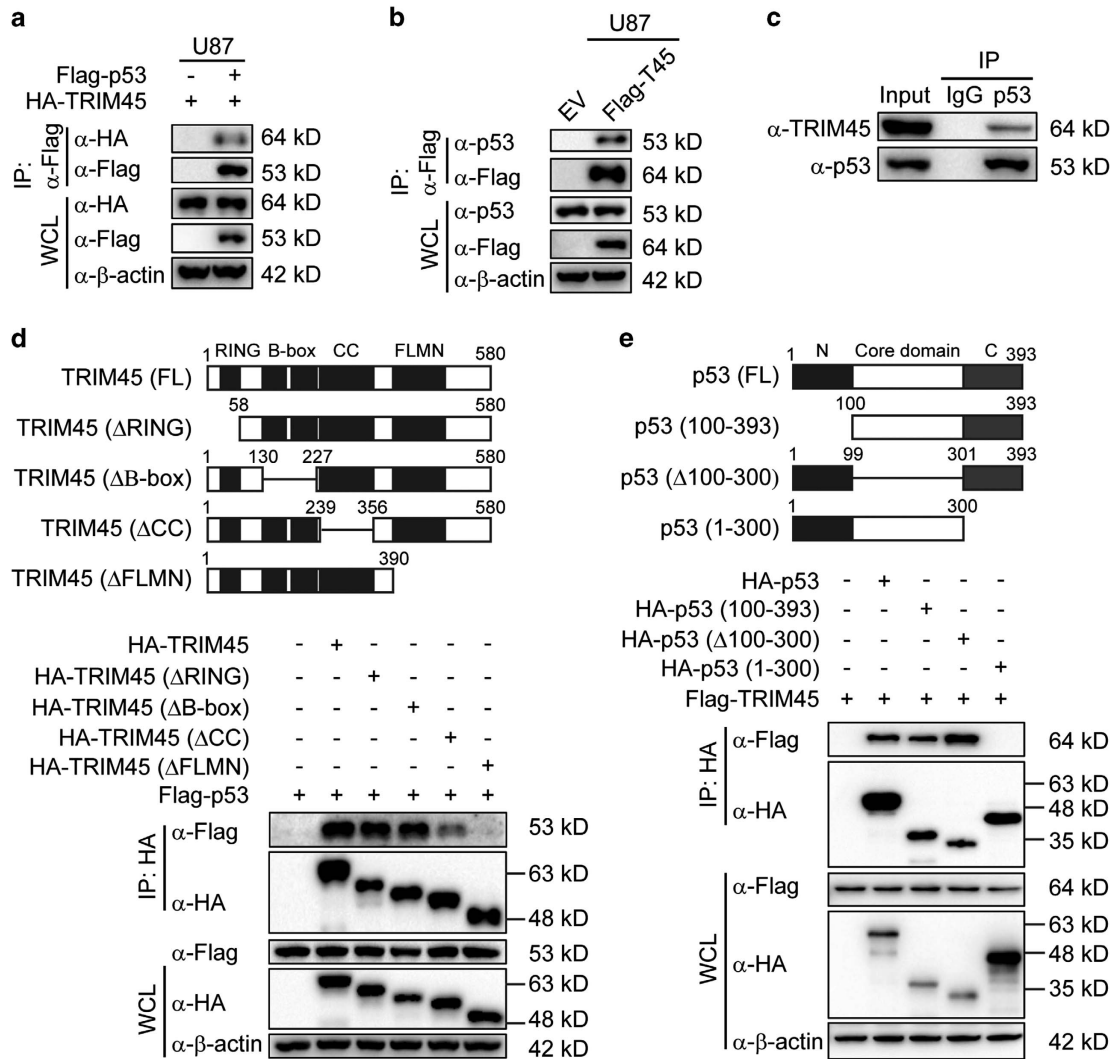 a
U87
Flag-p53 - +
HA-TRIM45 + +
IP: α-Flag
α-HA 64 kD
α-Flag 53 kD
WCL
α-HA 64 kD
α-Flag 53 kD
α-β-actin 42 kD
b
U87
EV Flag-T45
IP: α-Flag
α-p53 53 kD
α-Flag 64 kD
WCL
α-p53 53 kD
α-Flag 64 kD
α-β-actin 42 kD
c
IP
Input IgG p53
α-TRIM45 64 kD
α-p53 53 kD
d
1 RING B-box CC FLMN 580
TRIM45 (FL)
58 580
TRIM45 (ΔRING)
1 130 227 580
TRIM45 (ΔB-box)
1 239 356 580
TRIM45 (ΔCC)
1 390
TRIM45 (ΔFLMN)
HA-TRIM45 - + - - - -
HA-TRIM45 (ΔRING) - - + - - -
HA-TRIM45 (ΔB-box) - - - + - -
HA-TRIM45 (ΔCC) - - - - + -
HA-TRIM45 (ΔFLMN) - - - - - +
Flag-p53 + + + + + +
IP: HA
α-Flag 53 kD
α-HA
63 kD
48 kD
WCL
α-Flag 53 kD
α-HA
63 kD
48 kD
α-β-actin 42 kD
e
1 N Core domain C 393
p53 (FL)
100 393
p53 (100-393)
1 99 301 393
p53 (Δ100-300)
1 300
p53 (1-300)
HA-p53 - + - - -
HA-p53 (100-393) - - + - -
HA-p53 (Δ100-300) - - - + -
HA-p53 (1-300) - - - - +
Flag-TRIM45 + + + + +
IP: HA
α-Flag 64 kD
α-HA
63 kD
48 kD
35 kD
WCL
α-Flag 64 kD
α-HA
63 kD
48 kD
35 kD
α-β-actin 42 kD